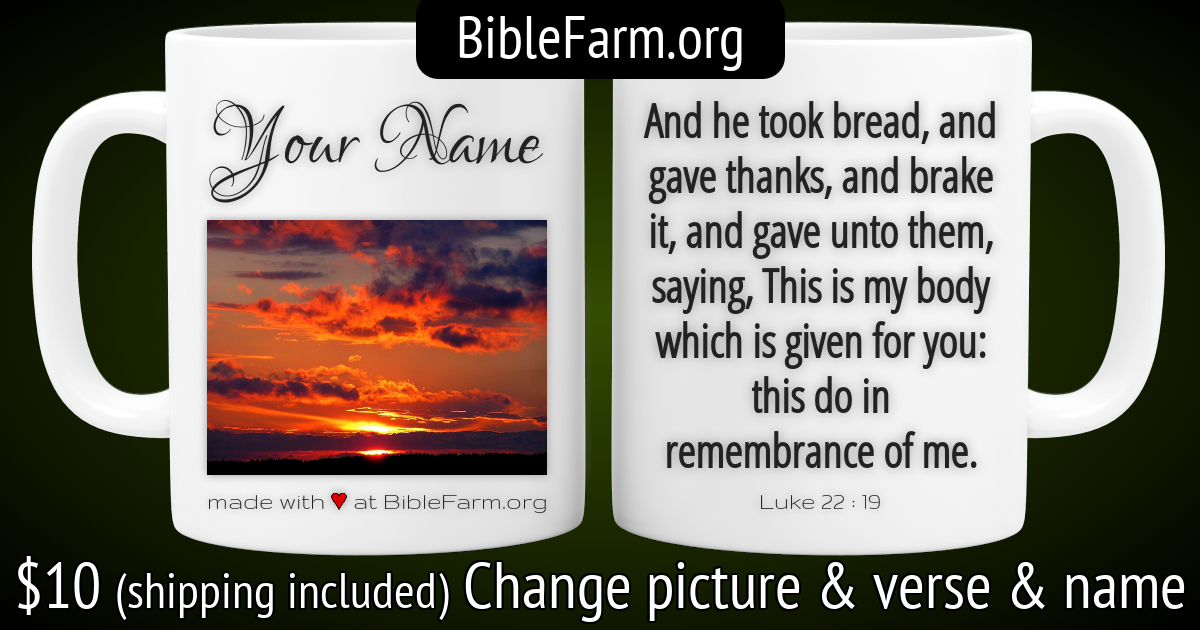 BibleFarm.org
Your Name
made with ♥ at BibleFarm.org
And he took bread, and
gave thanks, and brake
it, and gave unto them,
saying, This is my body
which is given for you:
this do in
remembrance of me.
Luke 22 : 19
$10 (shipping included) Change picture & verse & name